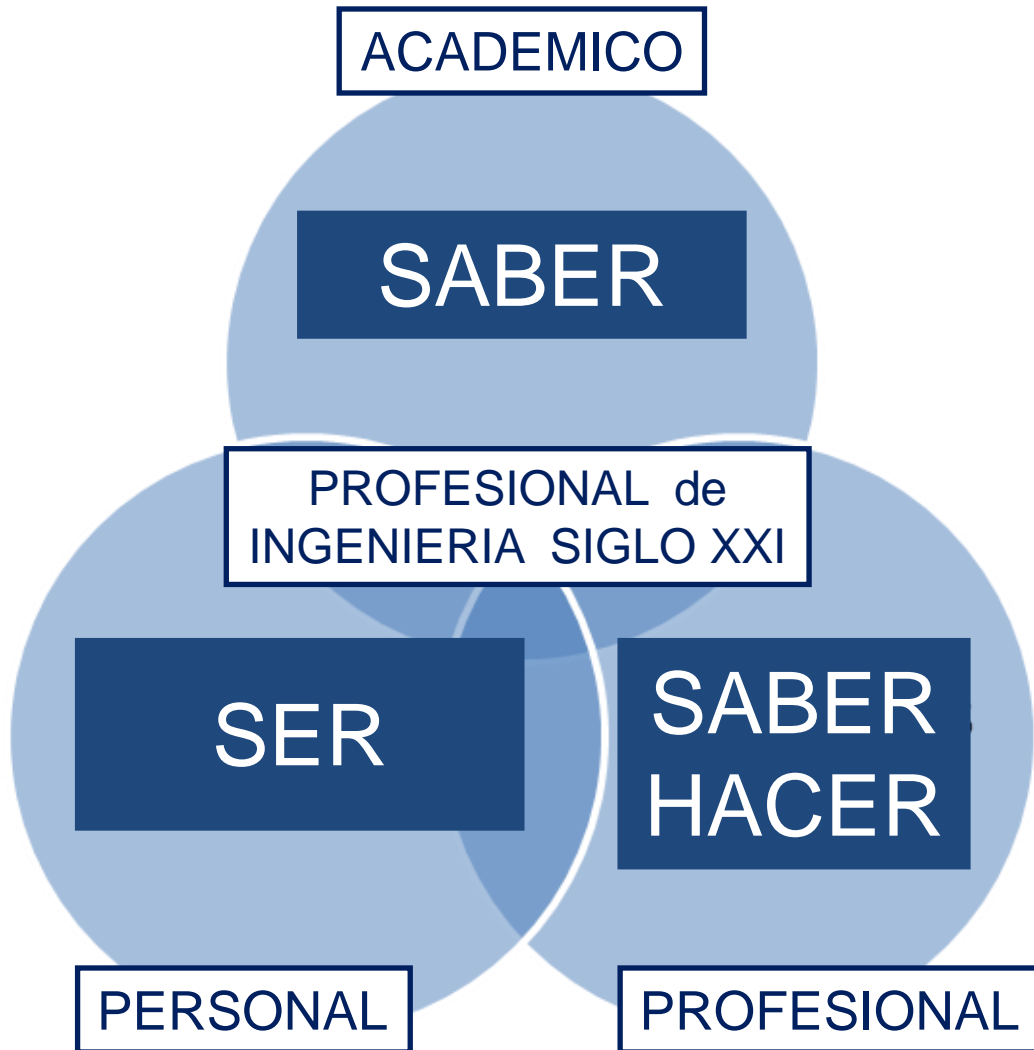 ACADEMICO
SABER
PROFESIONAL de
INGENIERIA SIGLO XXI
SER
SABER
HACER
PERSONAL
PROFESIONAL